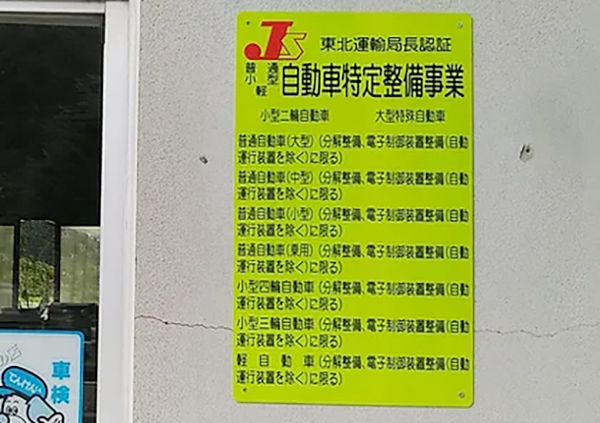 JS 東北運輸局長認証
普通
小型
軽
自動車特定整備事業
小型二輪自動車 大型特殊自動車
普通自動車(大型)(分解整備、電子制御装置整備(自動
運行装置を除く)に限る)
普通自動車(中型)(分解整備、電子制御装置整備(自動
運行装置を除く)に限る)
普通自動車(小型)(分解整備、電子制御装置整備(自動
運行装置を除く)に限る)
普通自動車(乗用)(分解整備、電子制御装置整備(自動
運行装置を除く)に限る)
小型四輪自動車(分解整備、電子制御装置整備(自動
運行装置を除く)に限る)
小型三輪自動車(分解整備、電子制御装置整備(自動
運行装置を除く)に限る)
軽自動車(分解整備、電子制御装置整備(自動
運行装置を除く)に限る)
車検
てんけんくん